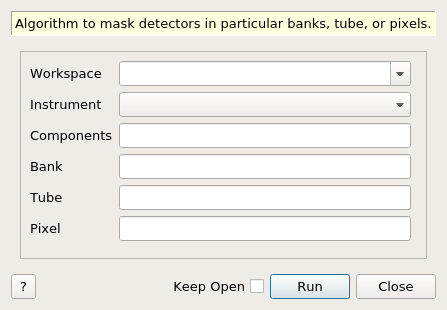 Algorithm to mask detectors in particular banks, tube, or pixels.
Workspace
Instrument
Components
Bank
Tube
Pixel
? Keep Open Run Close